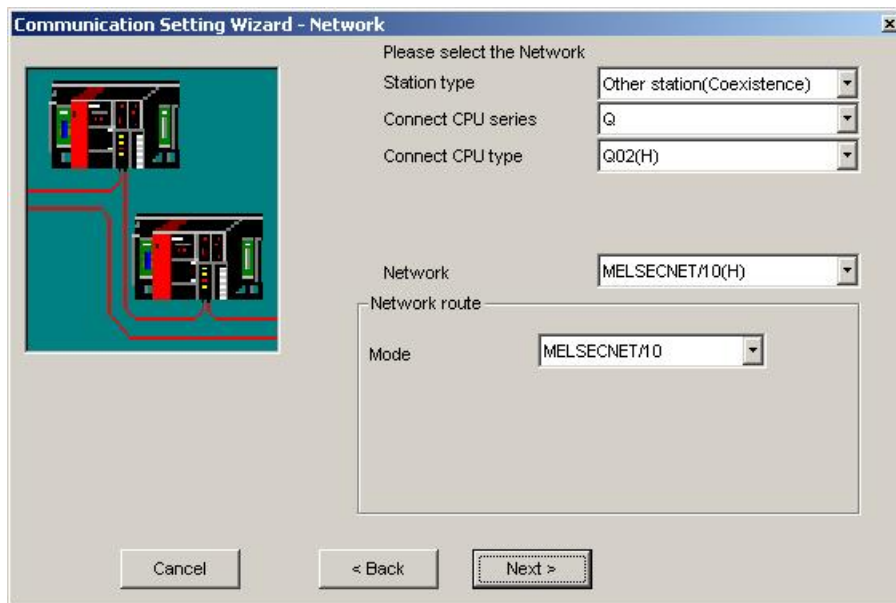 Communication Setting Wizard - Network
Please select the Network
Station type Other station(Coexistence)
Connect CPU series Q
Connect CPU type Q02(H)
Network MELSECNET/10(H)
Network route
Mode MELSECNET/10
Cancel < Back Next >